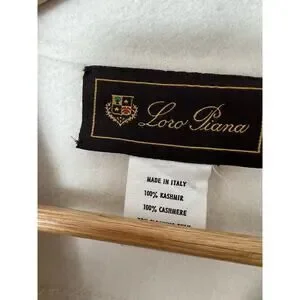 Loro Piana
MADE IN ITALY
100% KASHMIR
100% CASHMERE